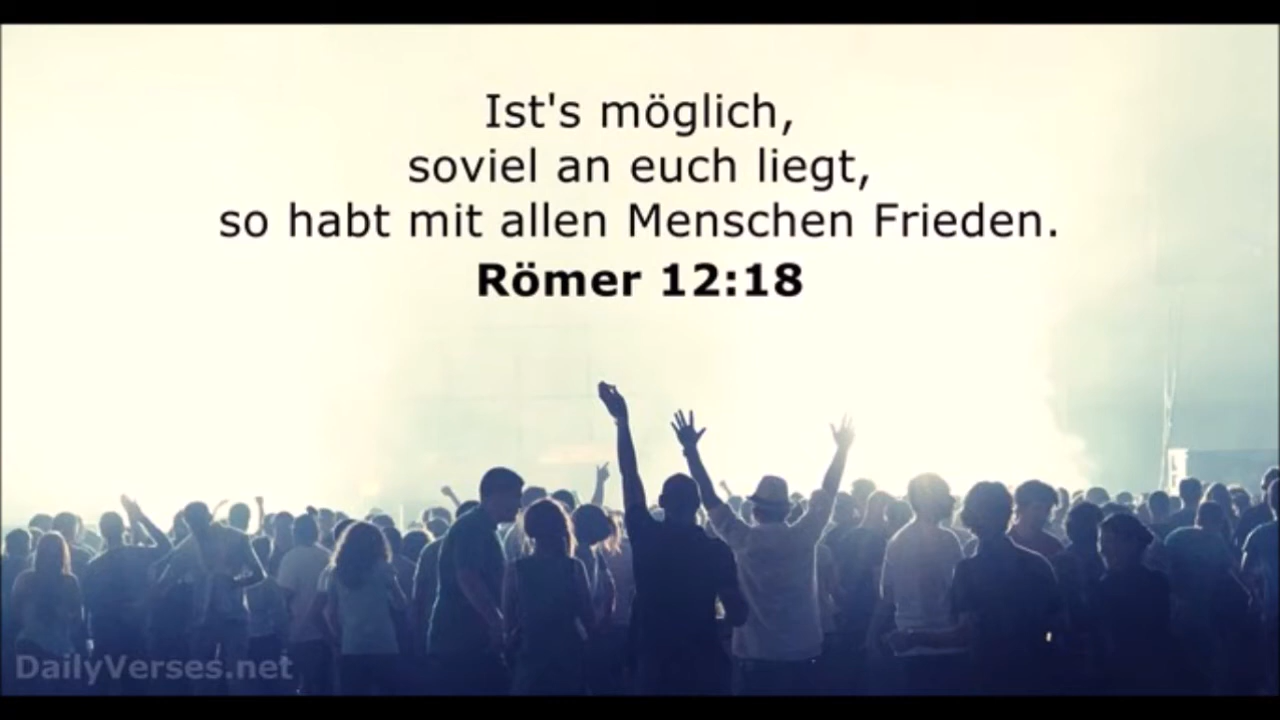 Ist's möglich,
soviel an euch liegt,
so habt mit allen Menschen Frieden.
Römer 12:18
DailyVerses.net